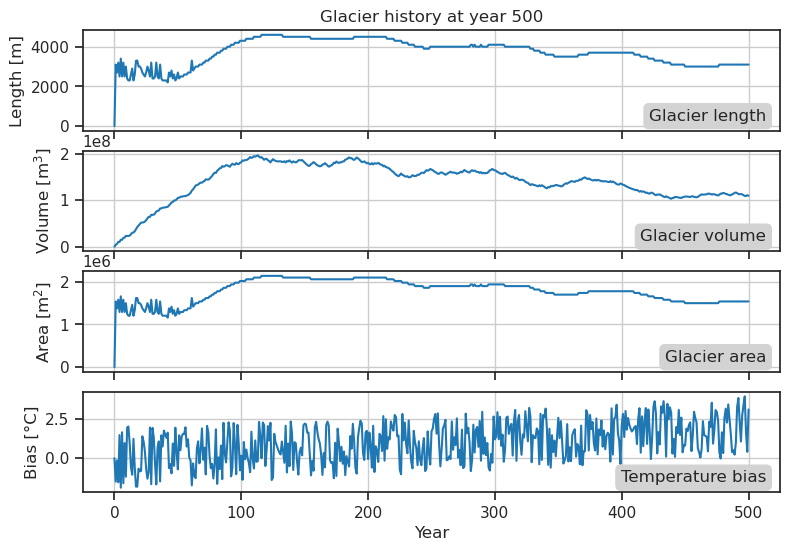 Glacier history at year 500
Length [m]
4000
2000
0
Glacier length
1e8
Volume [m³]
2
1
0
Glacier volume
1e6
Area [m²]
2
1
0
Glacier area
Bias [°C]
2.5
0.0
Temperature bias
0 100 200 300 400 500
Year